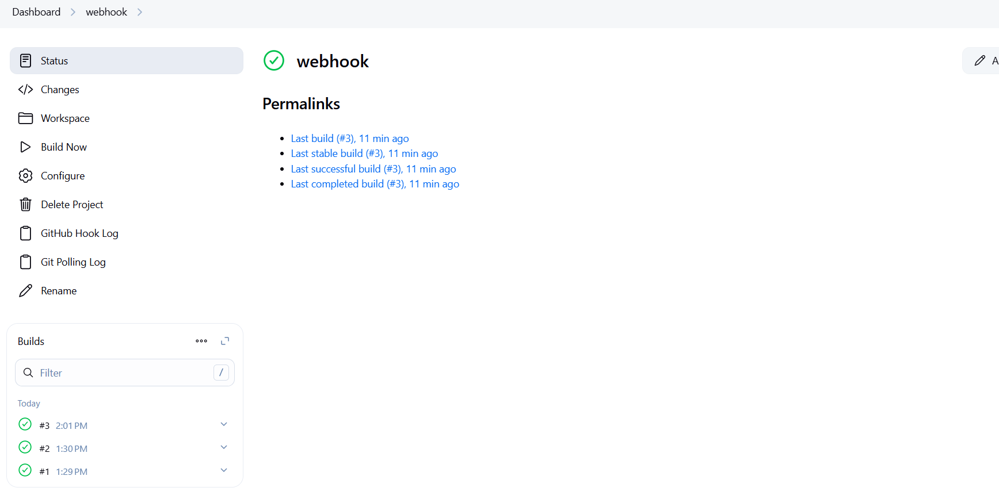 Dashboard > webhook >
Status
Changes
Workspace
Build Now
Configure
Delete Project
GitHub Hook Log
Git Polling Log
Rename
Builds
Filter /
Today
#3 2:01 PM
#2 1:30 PM
#1 1:29 PM
webhook
A
Permalinks
Last build (#3), 11 min ago
Last stable build (#3), 11 min ago
Last successful build (#3), 11 min ago
Last completed build (#3), 11 min ago